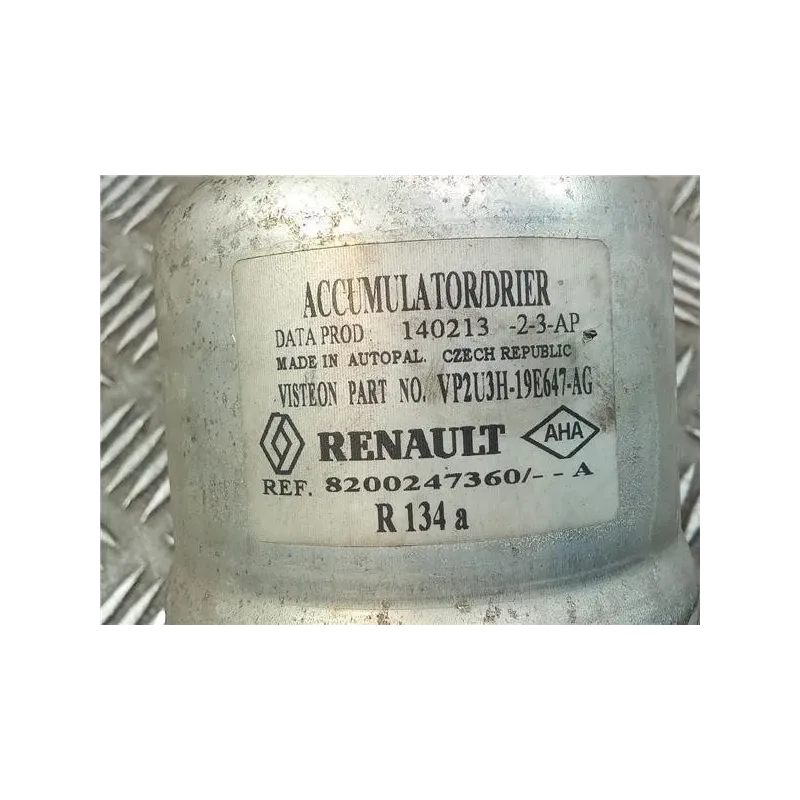 ACCUMULATOR/DRIER
DATA PROD 140213 -2-3-AP
MADE IN AUTOPAL. CZECH REPUBLIC
VISTEON PART NO. VP2U3H-19E647-AG
RENAULT AHA
REF. 8200247360/--A
R 134 a